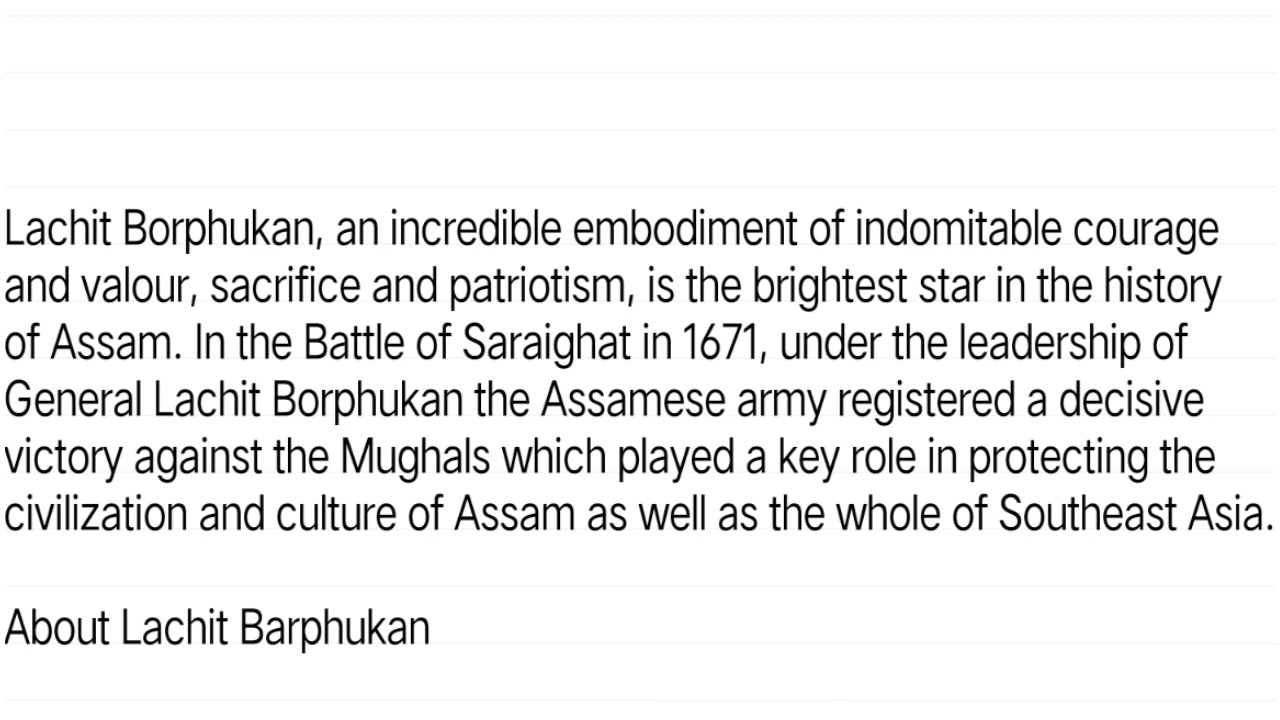 Lachit Borphukan, an incredible embodiment of indomitable courage
and valour, sacrifice and patriotism, is the brightest star in the history
of Assam. In the Battle of Saraighat in 1671, under the leadership of
General Lachit Borphukan the Assamese army registered a decisive
victory against the Mughals which played a key role in protecting the
civilization and culture of Assam as well as the whole of Southeast Asia.
About Lachit Barphukan